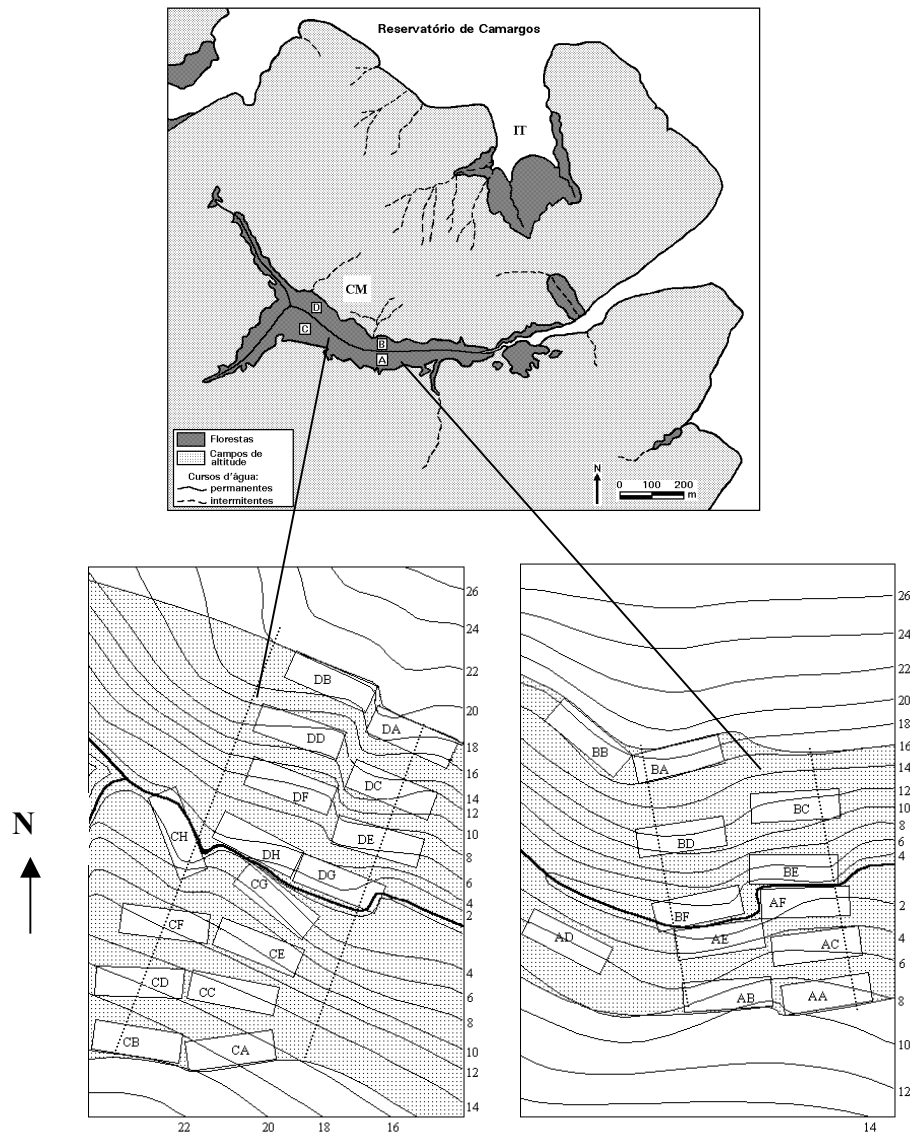 Reservatório de Camargos
IT
CM
D
C
B
A
Florestas
Campos de
altitude
Cursos d'água:
permanentes
intermitentes
N
0 100 200
m
26
24
DB
22
20
DA
DD
18
16
DC
DF
14
12
DE
10
CH
DH
8
DG
CG
6
4
2
CF
CE
4
CD
CC
6
8
CB
CA
10
12
14
22 20 18 16
N
26
24
22
20
18
BB
BA
16
14
12
BC
10
BD
8
6
4
BE
AF
BF
2
AD
AE
AC
4
6
AB
AA
8
10
12
14